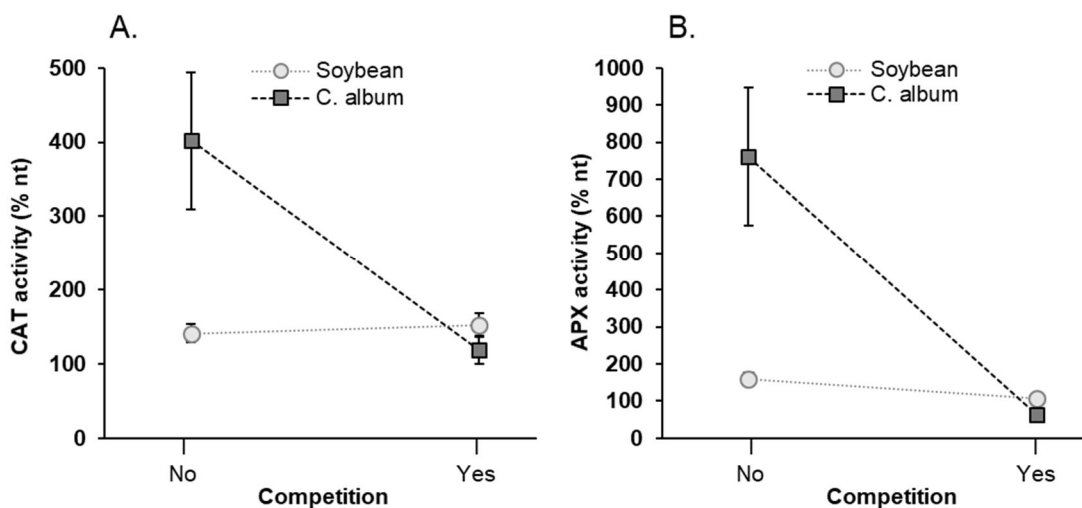 A.
Soybean
C. album
CAT activity (% nt)
500
400
300
200
100
0
No
Yes
Competition
B.
Soybean
C. album
APX activity (% nt)
1000
900
800
700
600
500
400
300
200
100
0
No
Yes
Competition